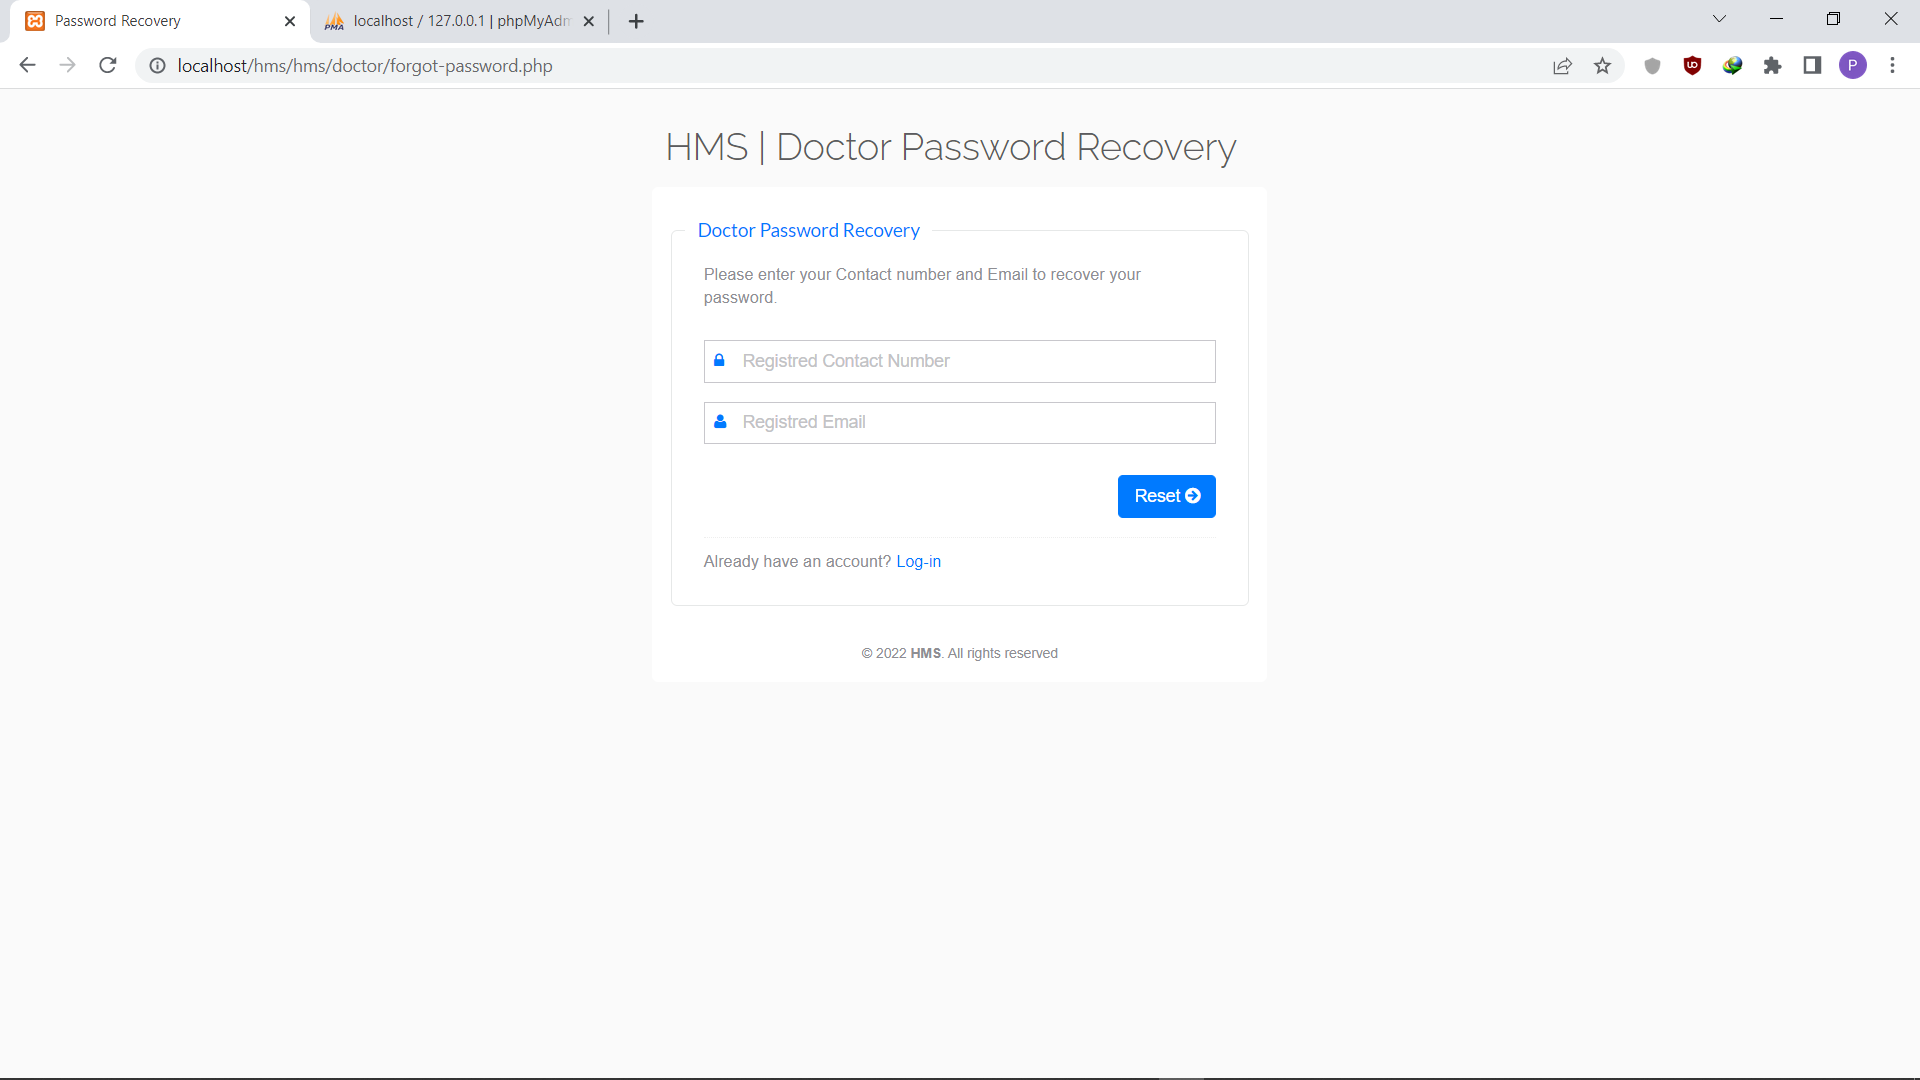 Password Recovery
localhost / 127.0.0.1 | phpMyAdm
localhost/hms/hms/doctor/forgot-password.php
P
HMS | Doctor Password Recovery
Doctor Password Recovery
Please enter your Contact number and Email to recover your
password.
Registred Contact Number
Registred Email
Reset
Already have an account? Log-in
© 2022 HMS. All rights reserved